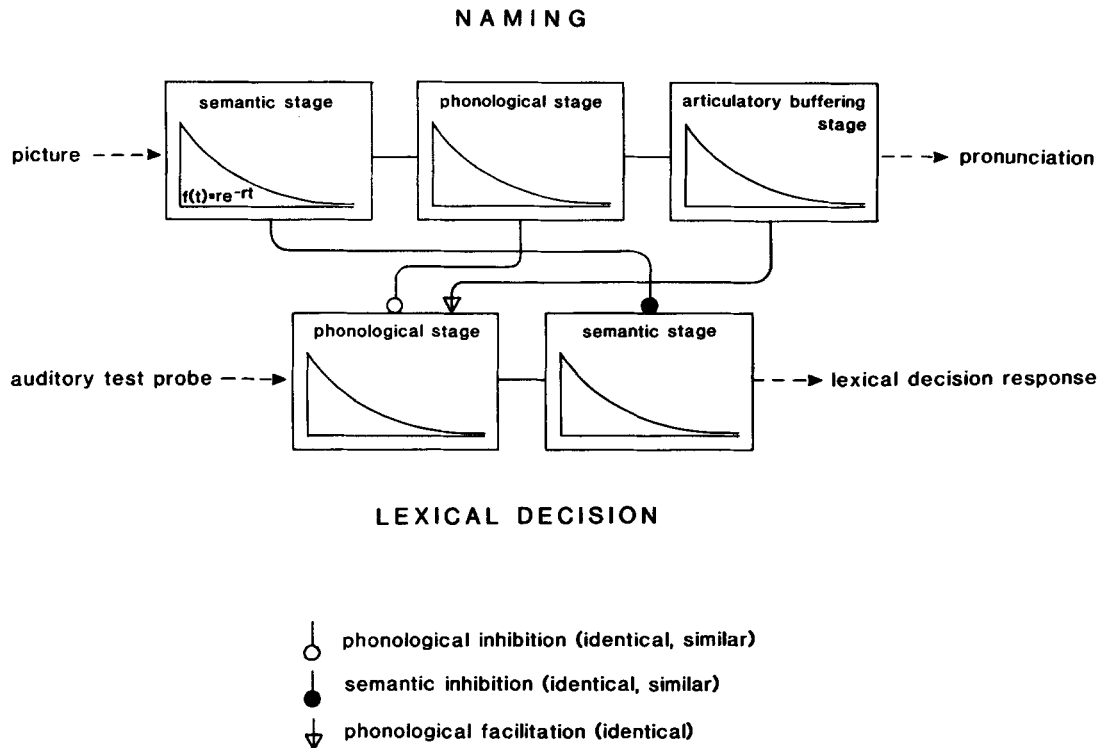 NAMING
semantic stage
phonological stage
articulatory buffering
stage
picture
f(t)=re-rt
pronunciation
phonological stage
semantic stage
auditory test probe
lexical decision response
LEXICAL DECISION
phonological inhibition (identical, similar)
semantic inhibition (identical, similar)
phonological facilitation (identical)